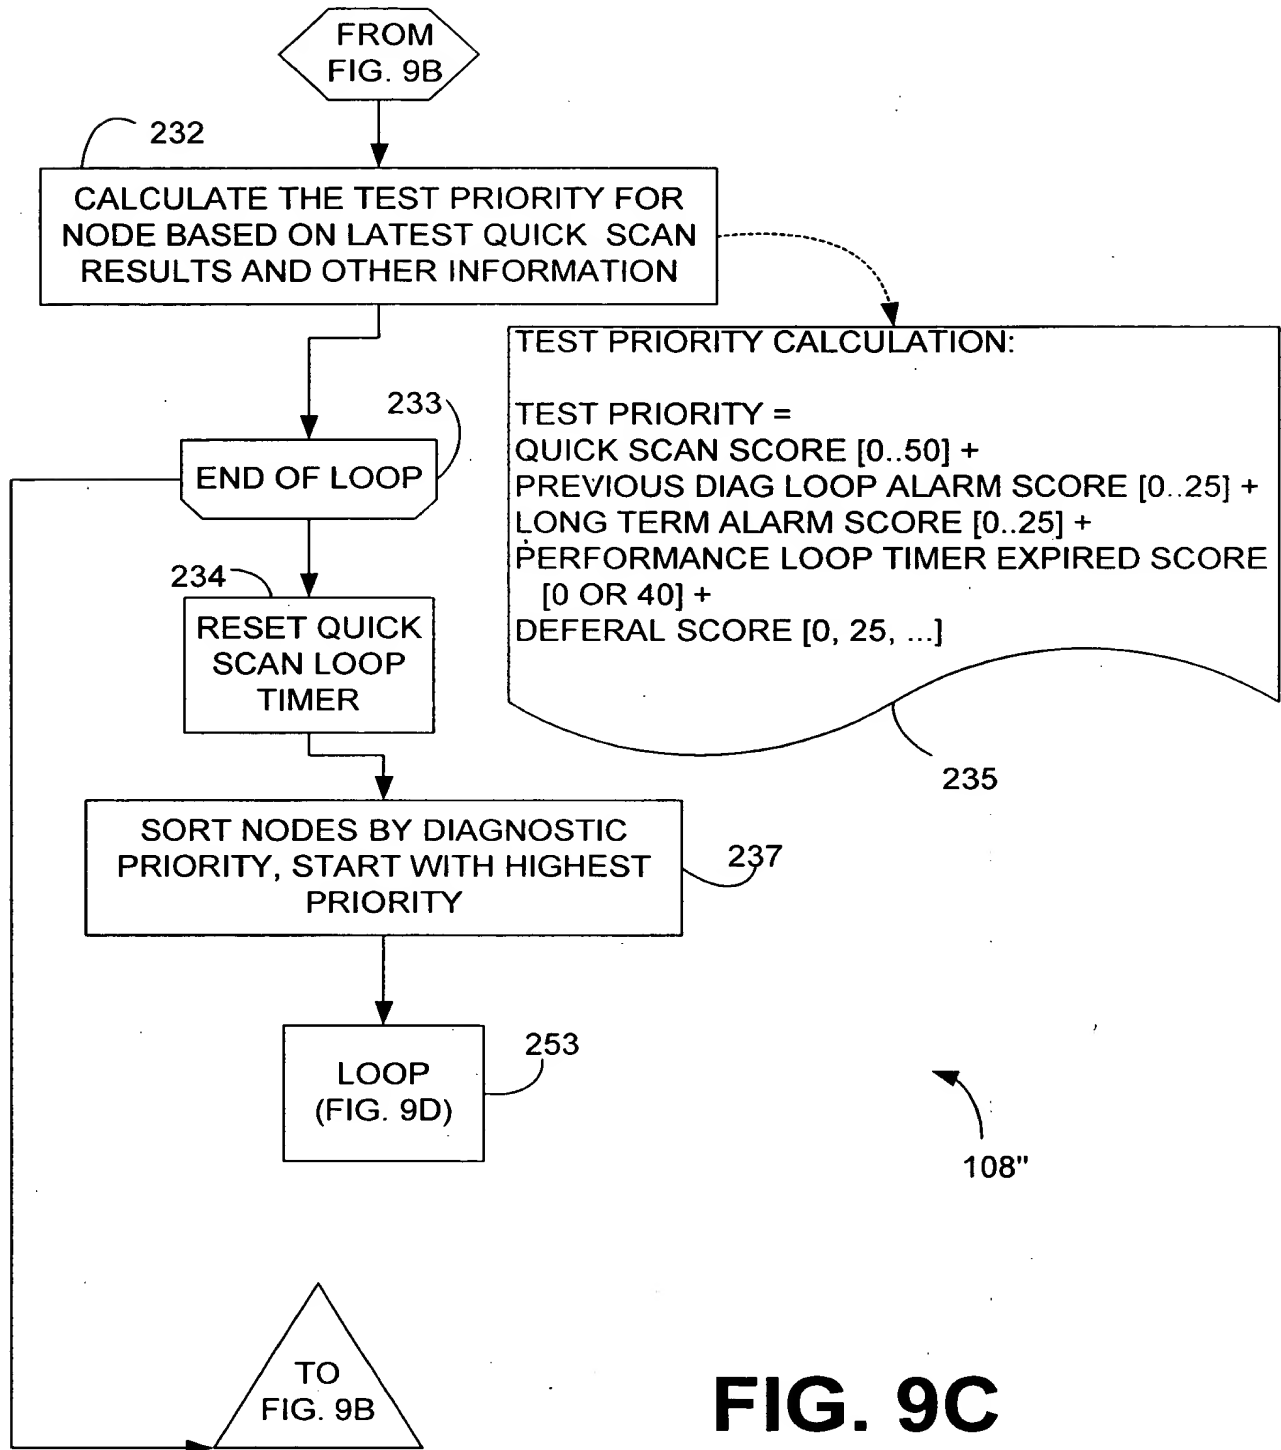 FROM
FIG. 9B
232
CALCULATE THE TEST PRIORITY FOR
NODE BASED ON LATEST QUICK SCAN
RESULTS AND OTHER INFORMATION
TEST PRIORITY CALCULATION:
TEST PRIORITY =
QUICK SCAN SCORE [0..50] +
PREVIOUS DIAG LOOP ALARM SCORE [0..25] +
LONG TERM ALARM SCORE [0..25] +
PERFORMANCE LOOP TIMER EXPIRED SCORE
[0 OR 40] +
DEFERAL SCORE [0, 25, ...]
235
233
END OF LOOP
234
RESET QUICK
SCAN LOOP
TIMER
SORT NODES BY DIAGNOSTIC
PRIORITY, START WITH HIGHEST
PRIORITY
237
LOOP
(FIG. 9D)
253
108"
TO
FIG. 9B
FIG. 9C